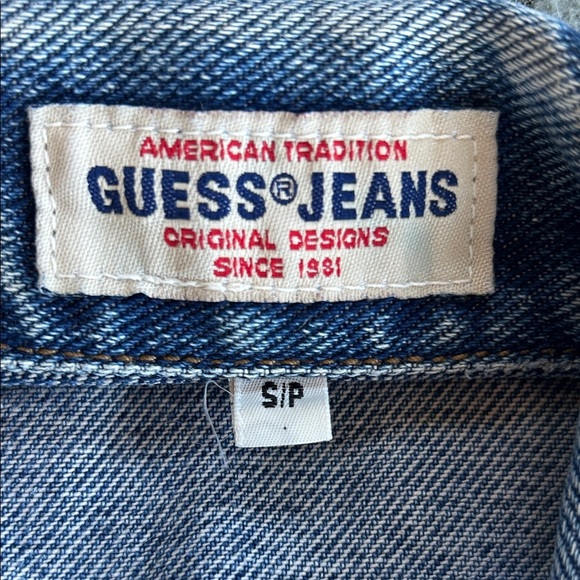 AMERICAN TRADITION
GUESS® JEANS
ORIGINAL DESIGNS
SINCE 1981
S/P